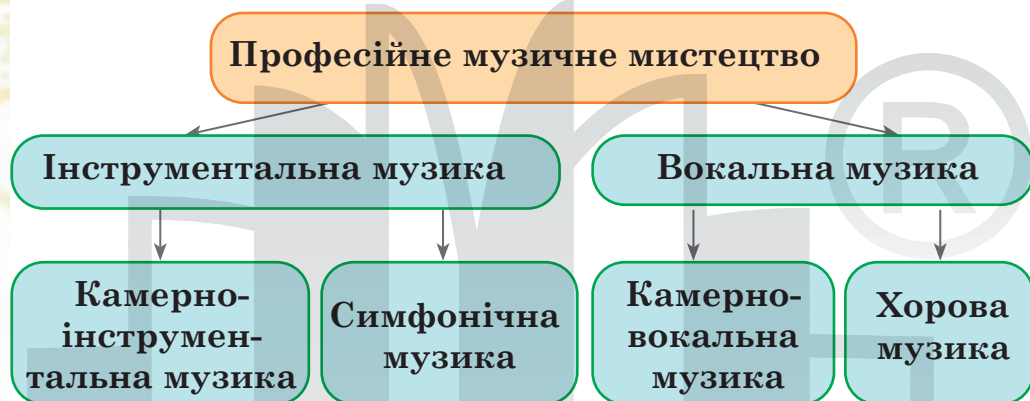 Професійне музичне мистецтво
Інструментальна музика
Вокальна музика
Камерно-
інструмен-
тальна музика
Симфонічна
музика
Камерно-
вокальна
музика
Хорова
музика
®